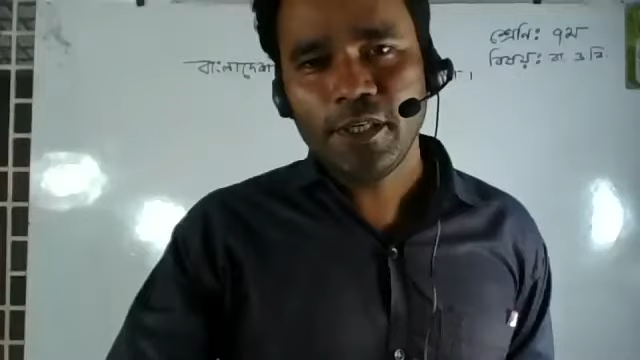 শ্রেণি: ৭ম
বিষয়: বা ও বি.
বাংলাদেশ